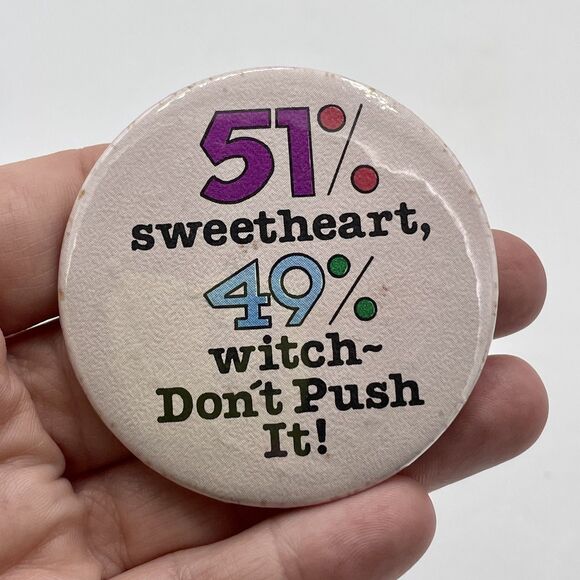 51%
sweetheart,
49%
witch~
Don't Push
It!